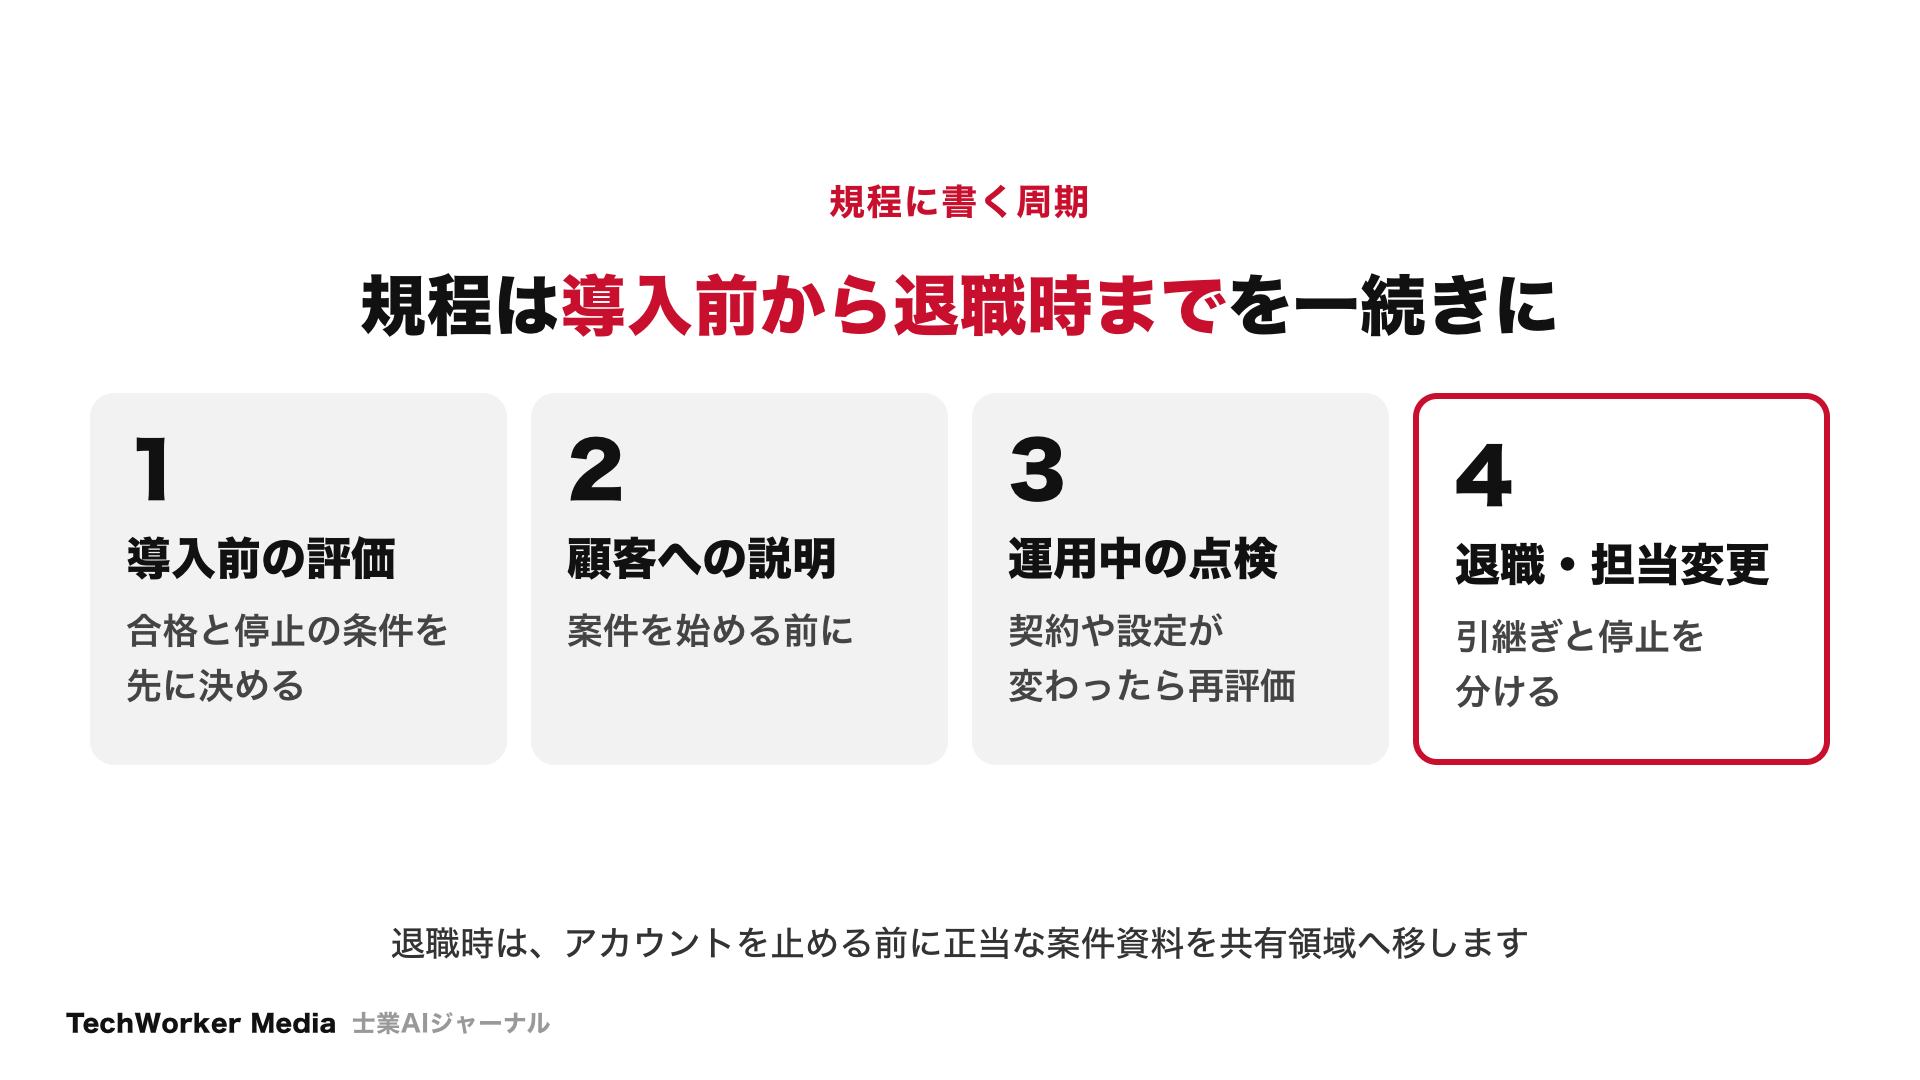 規程に書く周期
規程は導入前から退職時までを一続きに
1
導入前の評価
合格と停止の条件を
先に決める
2
顧客への説明
案件を始める前に
3
運用中の点検
契約や設定が
変わったら再評価
4
退職・担当変更
引継ぎと停止を
分ける
退職時は、アカウントを止める前に正当な案件資料を共有領域へ移します
TechWorker Media 士業AIジャーナル